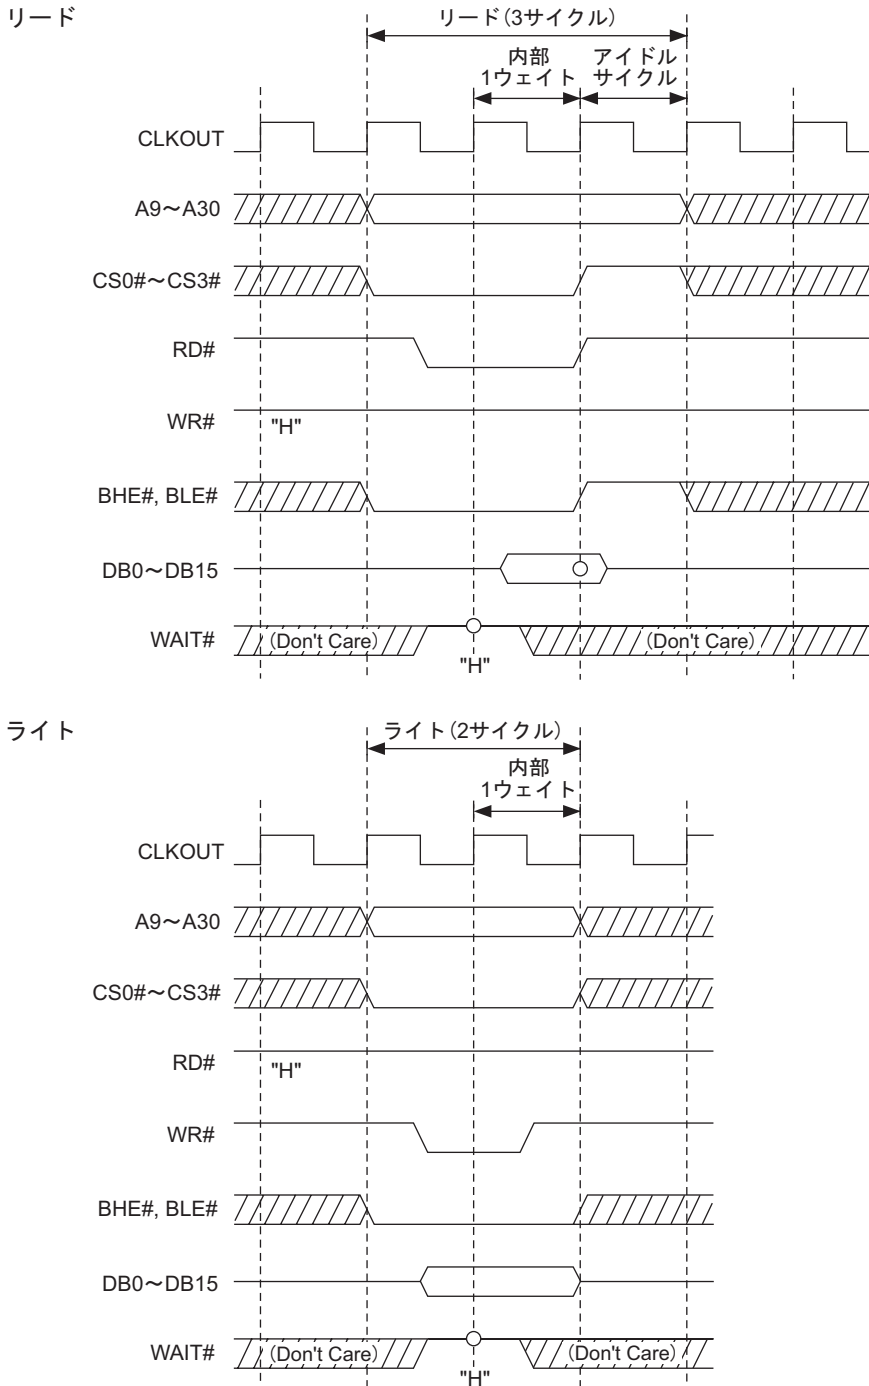 リード
リード(3サイクル)
内部
1ウェイト
アイドル
サイクル
CLKOUT
A9～A30
CS0#～CS3#
RD#
WR#
"H"
BHE#, BLE#
DB0～DB15
WAIT#
(Don't Care)
(Don't Care)
"H"
ライト
ライト(2サイクル)
内部
1ウェイト
CLKOUT
A9～A30
CS0#～CS3#
RD#
"H"
WR#
BHE#, BLE#
DB0～DB15
WAIT#
(Don't Care)
(Don't Care)
"H"